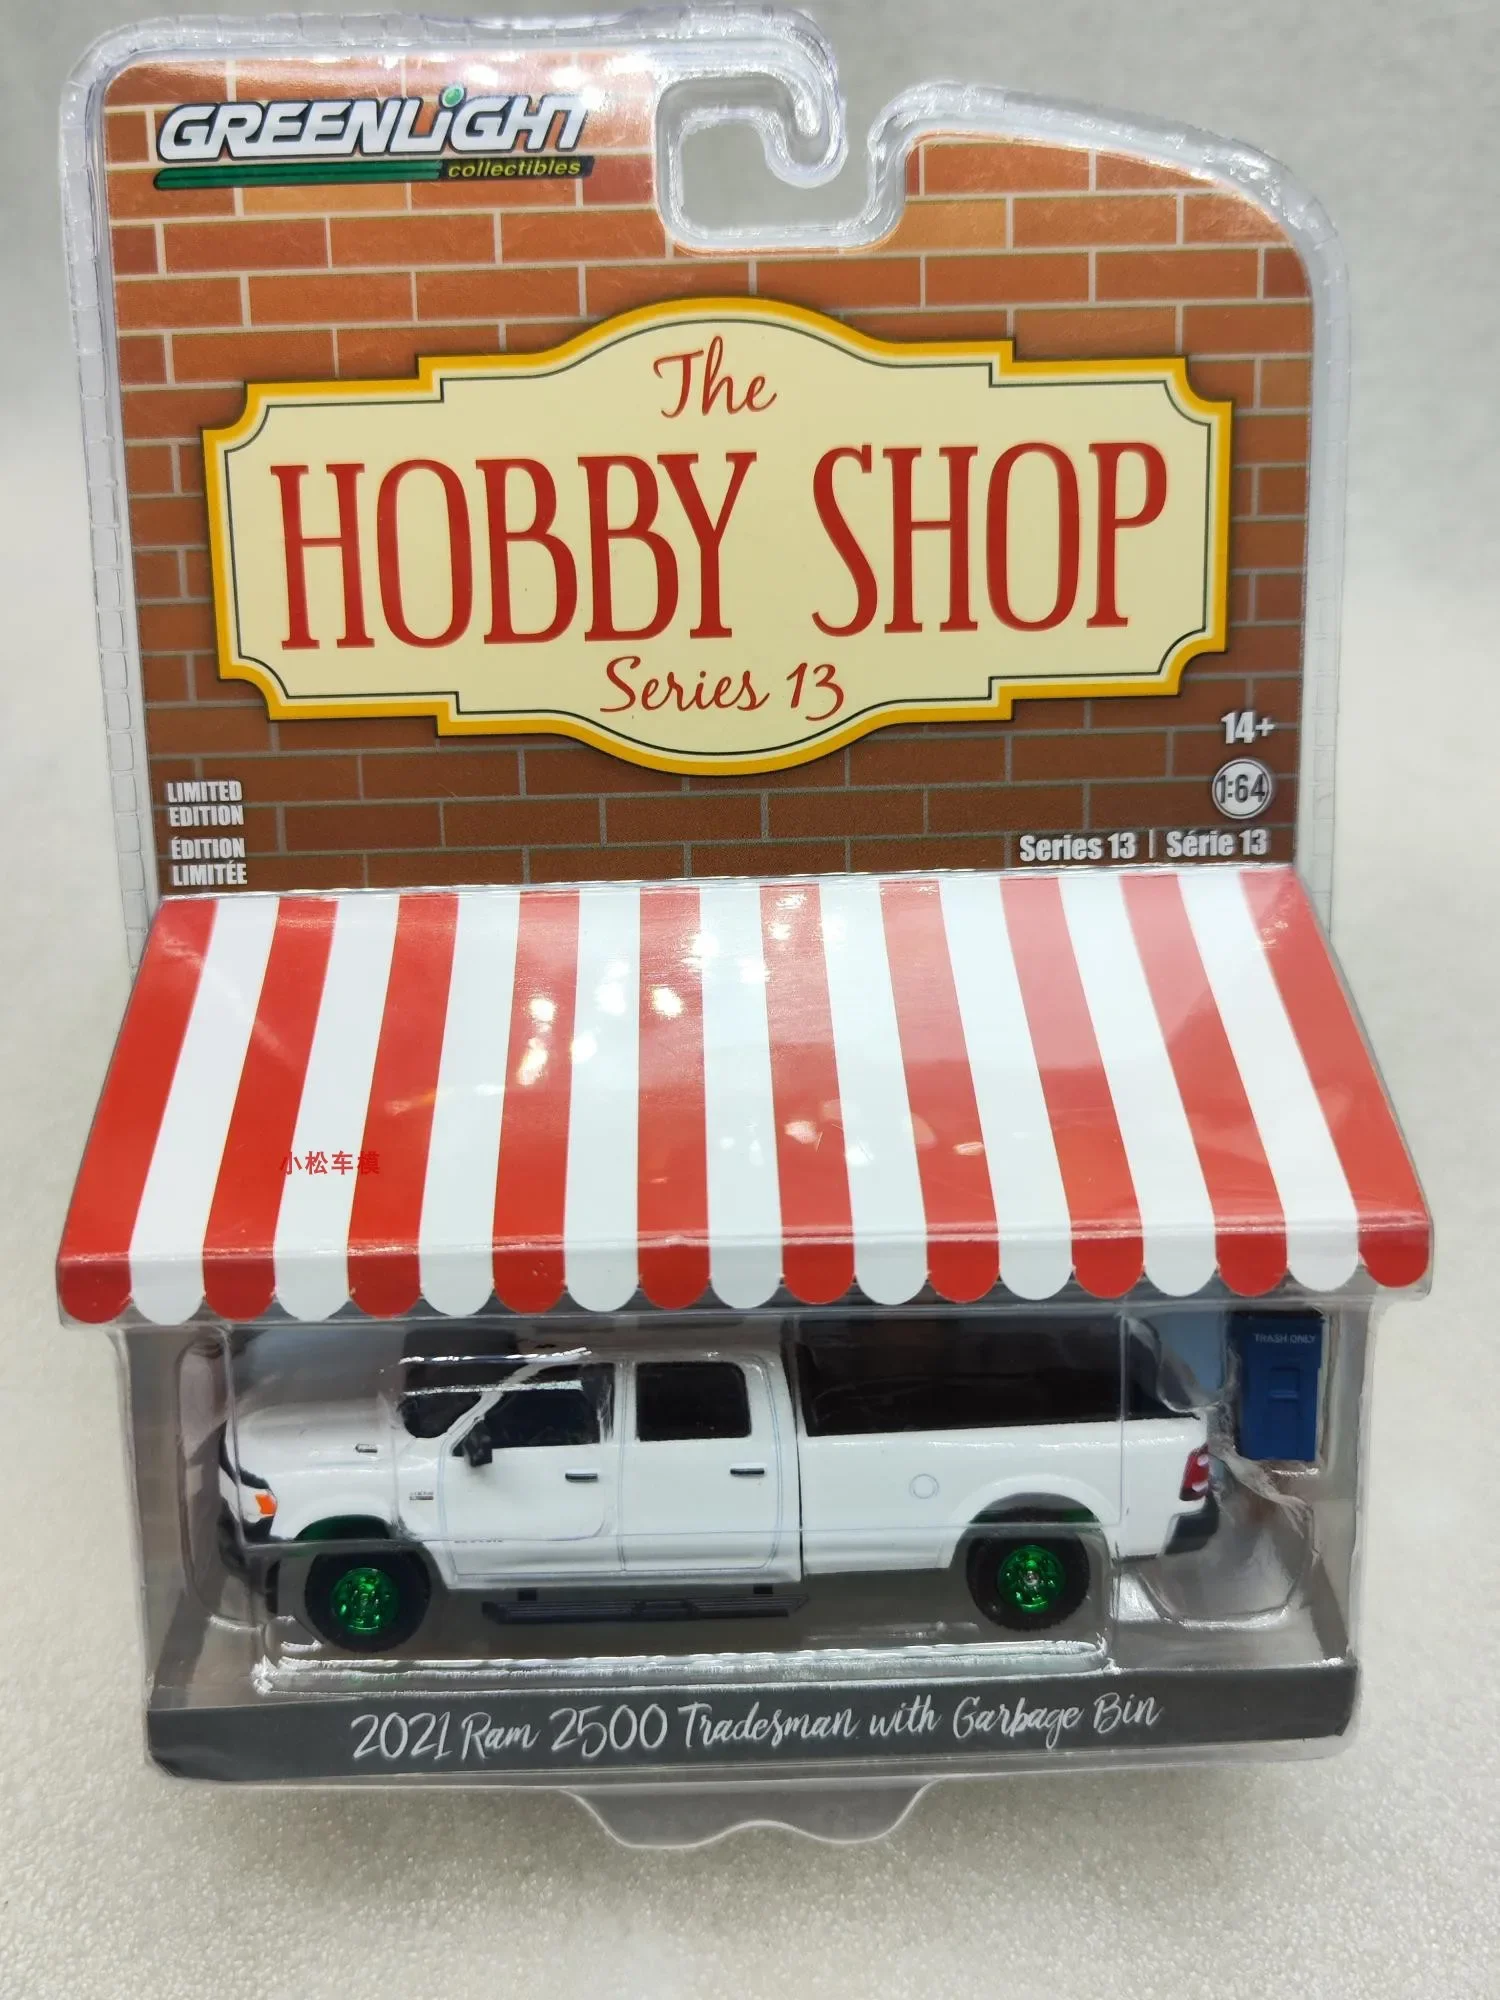 GREENLiGHT
collectibles
The
HOBBY SHOP
Series 13
14+
1:64
LIMITED
EDITION
ÉDITION
LIMITÉE
Series 13 | Série 13
小松车模
TRASH ONLY
2021 Ram 2500 Tradesman with Garbage Bin